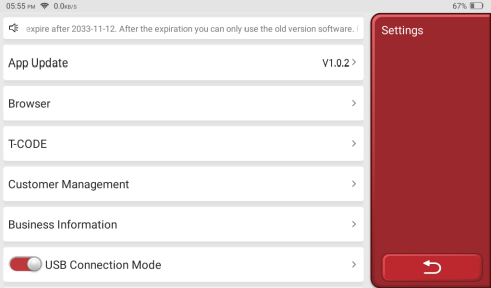 05:55 PM 0.0KB/S 67%
expire after 2033-11-12. After the expiration you can only use the old version software.
Settings
App Update V1.0.2
Browser
T-CODE
Customer Management
Business Information
USB Connection Mode